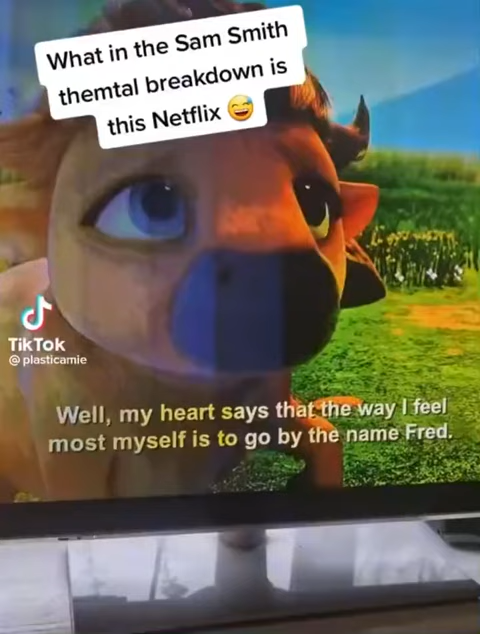 What in the Sam Smith
themtal breakdown is
this Netflix 😅
TikTok
@plasticamie
Well, my heart says that the way I feel
most myself is to go by the name Fred.